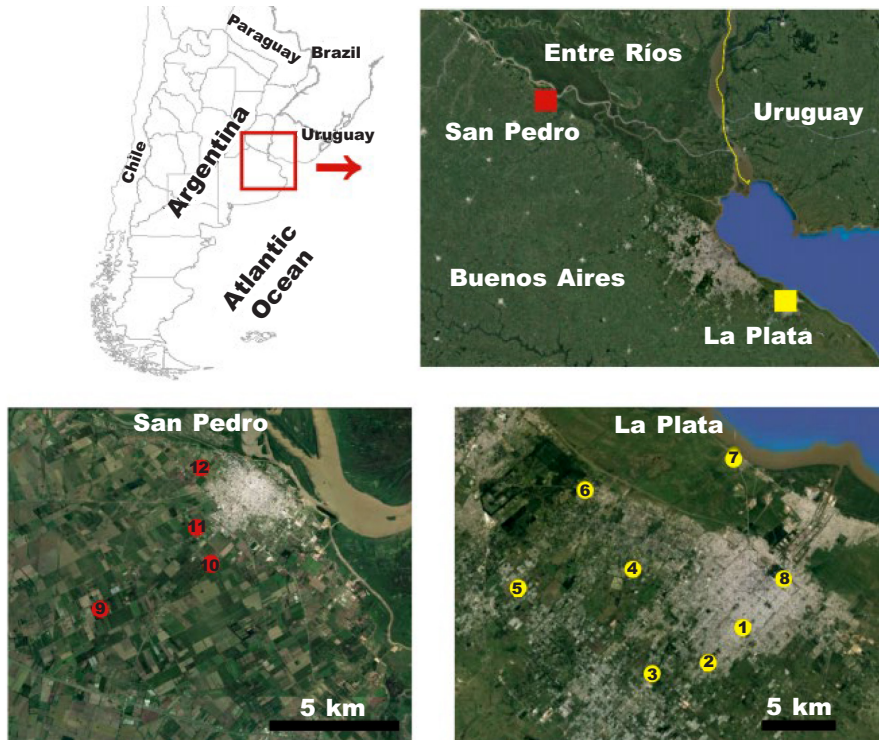 Paraguay
Brazil
Uruguay
Chile
Argentina
Atlantic
Ocean
Entre Ríos
San Pedro
Uruguay
Buenos Aires
La Plata
San Pedro
12
11
10
9
5 km
La Plata
7
6
4
5
8
1
2
3
5 km